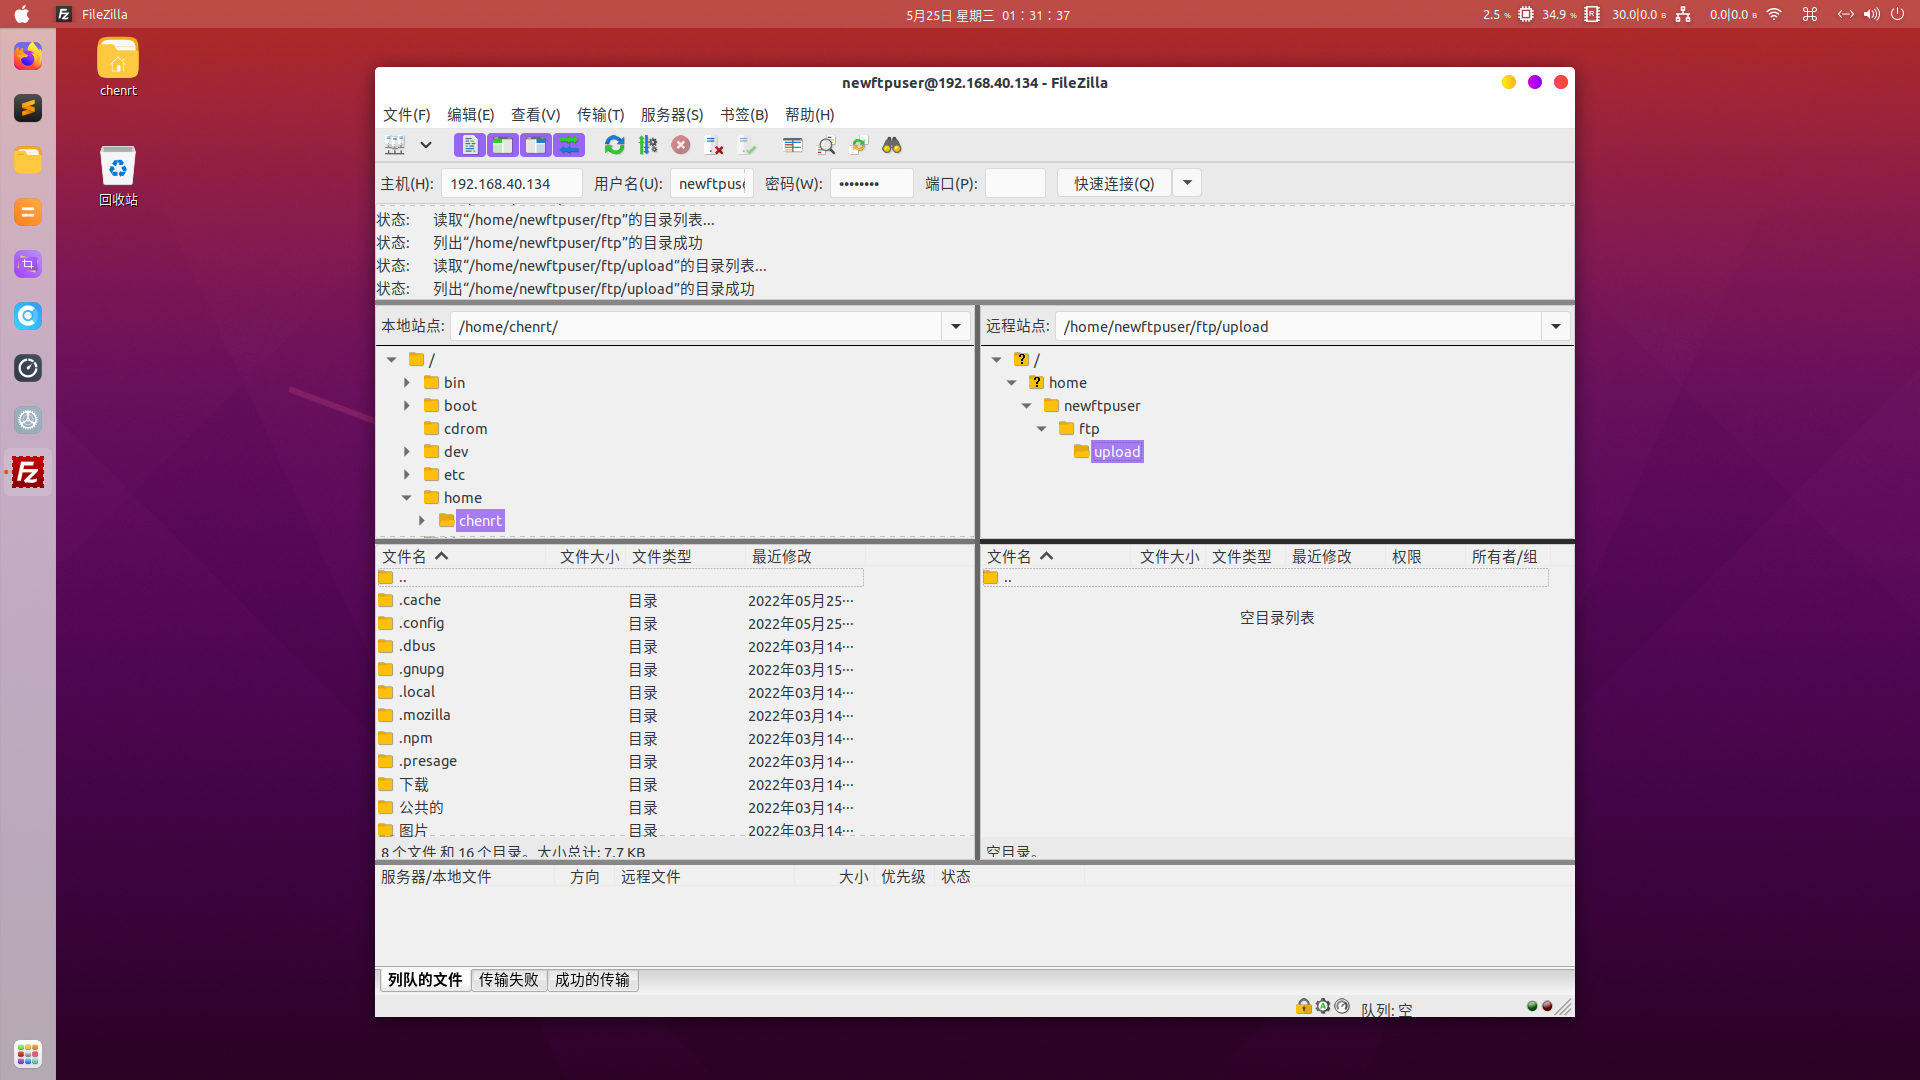 FileZilla
5月25日 星期三 01：31：37
2.5 % 34.9 % 30.0|0.0 B 0.0|0.0 B
chenrt
回收站
newftpuser@192.168.40.134 - FileZilla
文件(F) 编辑(E) 查看(V) 传输(T) 服务器(S) 书签(B) 帮助(H)
主机(H): 192.168.40.134 用户名(U): newftpuse 密码(W): •••••••• 端口(P): 快速连接(Q)
状态: 读取“/home/newftpuser/ftp”的目录列表...
状态: 列出“/home/newftpuser/ftp”的目录成功
状态: 读取“/home/newftpuser/ftp/upload”的目录列表...
状态: 列出“/home/newftpuser/ftp/upload”的目录成功
本地站点: /home/chenrt/
/
bin
boot
cdrom
dev
etc
home
chenrt
远程站点: /home/newftpuser/ftp/upload
/
home
newftpuser
ftp
upload
文件名 文件大小 文件类型 最近修改
..
.cache 目录 2022年05月25···
.config 目录 2022年05月25···
.dbus 目录 2022年03月14···
.gnupg 目录 2022年03月15···
.local 目录 2022年03月14···
.mozilla 目录 2022年03月14···
.npm 目录 2022年03月14···
.presage 目录 2022年03月14···
下载 目录 2022年03月14···
公共的 目录 2022年03月14···
图片 目录 2022年03月14···
8 个文件 和 16 个目录。大小总计: 7.7 KB
文件名 文件大小 文件类型 最近修改 权限 所有者/组
..
空目录列表
空目录。
服务器/本地文件 方向 远程文件 大小 优先级 状态
列队的文件 传输失败 成功的传输
队列: 空